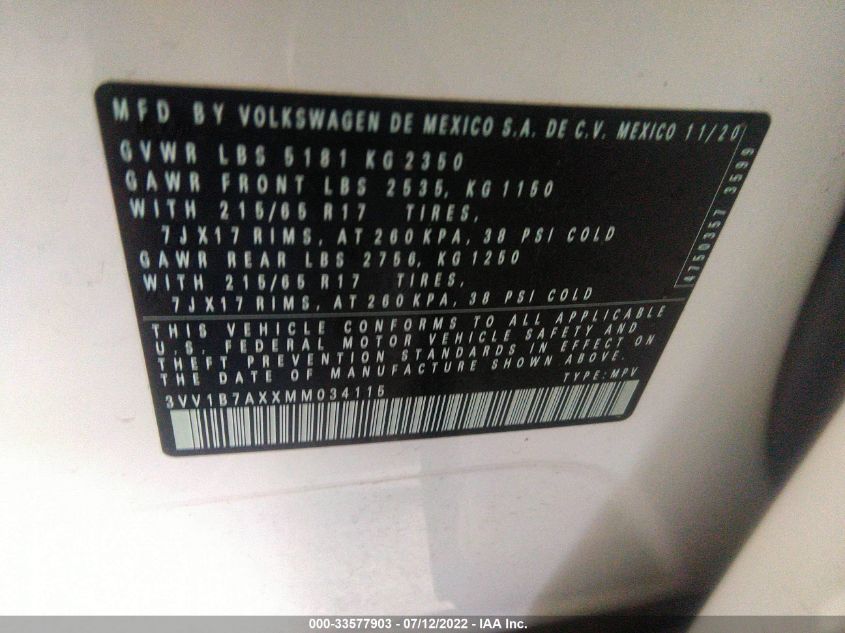 MFD BY VOLKSWAGEN DE MEXICO S.A. DE C.V. MEXICO 11/20
GVWR LBS 5181 KG 2350
GAWR FRONT LBS 2535, KG 1150
WITH 215/65 R17 TIRES,
7JX17 RIMS, AT 260 KPA, 38 PSI COLD
GAWR REAR LBS 2756, KG 1250
WITH 215/65 R17 TIRES,
7JX17 RIMS, AT 260 KPA, 38 PSI COLD
4750357 3599
THIS VEHICLE CONFORMS TO ALL APPLICABLE
U.S. FEDERAL MOTOR VEHICLE SAFETY AND
THEFT PREVENTION STANDARDS IN EFFECT ON
THE DATE OF MANUFACTURE SHOWN ABOVE.
TYPE: MPV
3VV1B7AXXMM034115
000-33577903 - 07/12/2022 - IAA Inc.